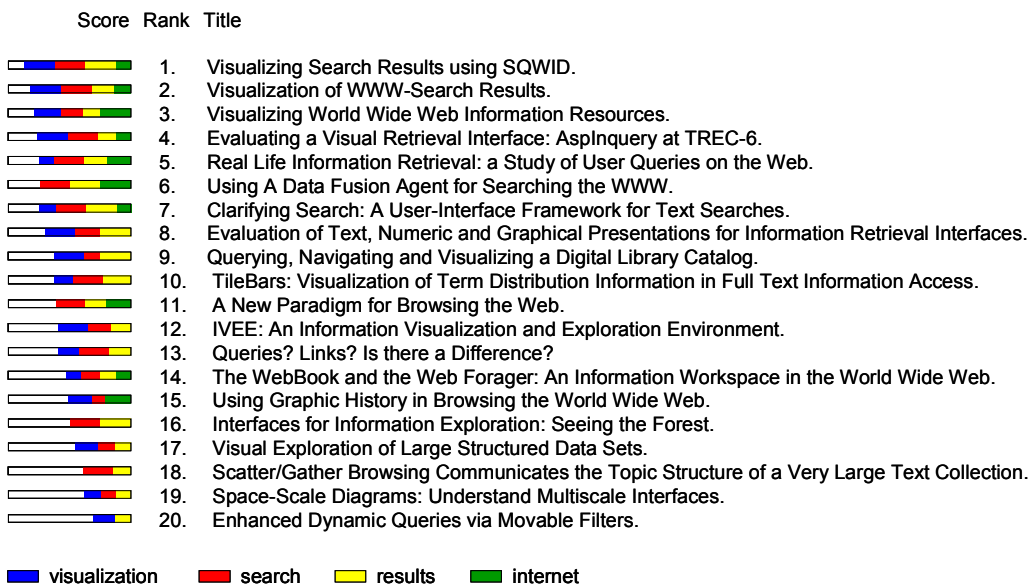 Score Rank Title
1. Visualizing Search Results using SQWID.
2. Visualization of WWW-Search Results.
3. Visualizing World Wide Web Information Resources.
4. Evaluating a Visual Retrieval Interface: AspInquery at TREC-6.
5. Real Life Information Retrieval: a Study of User Queries on the Web.
6. Using A Data Fusion Agent for Searching the WWW.
7. Clarifying Search: A User-Interface Framework for Text Searches.
8. Evaluation of Text, Numeric and Graphical Presentations for Information Retrieval Interfaces.
9. Querying, Navigating and Visualizing a Digital Library Catalog.
10. TileBars: Visualization of Term Distribution Information in Full Text Information Access.
11. A New Paradigm for Browsing the Web.
12. IVEE: An Information Visualization and Exploration Environment.
13. Queries? Links? Is there a Difference?
14. The WebBook and the Web Forager: An Information Workspace in the World Wide Web.
15. Using Graphic History in Browsing the World Wide Web.
16. Interfaces for Information Exploration: Seeing the Forest.
17. Visual Exploration of Large Structured Data Sets.
18. Scatter/Gather Browsing Communicates the Topic Structure of a Very Large Text Collection.
19. Space-Scale Diagrams: Understand Multiscale Interfaces.
20. Enhanced Dynamic Queries via Movable Filters.
visualization search results internet